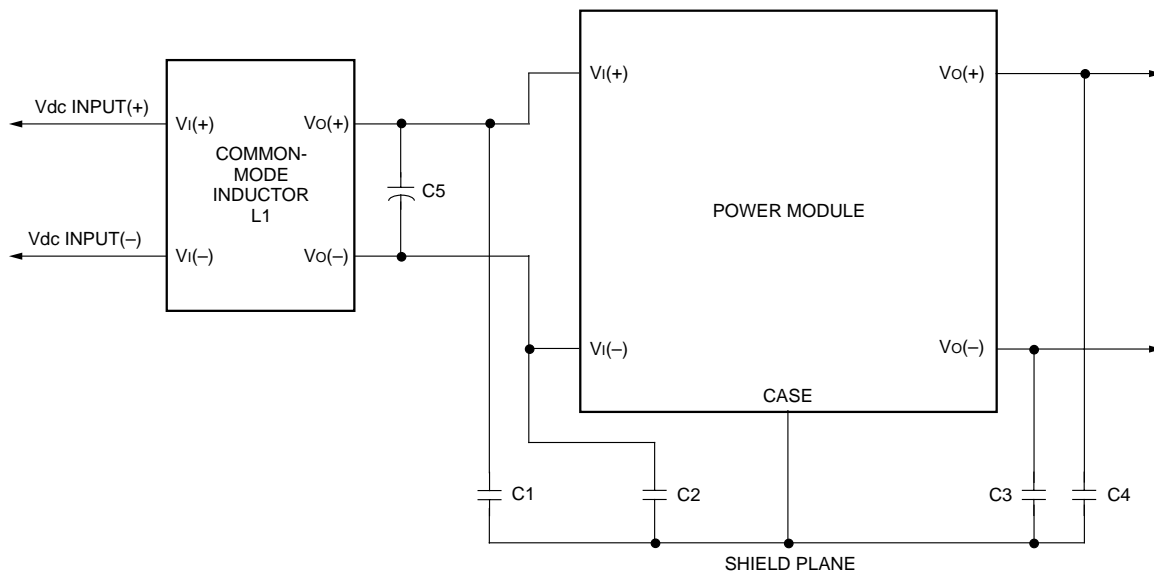 Vdc INPUT(+)
Vdc INPUT(–)
VI(+)
VO(+)
COMMON-
MODE
INDUCTOR
L1
VI(–)
VO(–)
C5
VI(+)
VO(+)
POWER MODULE
VI(–)
VO(–)
CASE
C1
C2
C3
C4
SHIELD PLANE